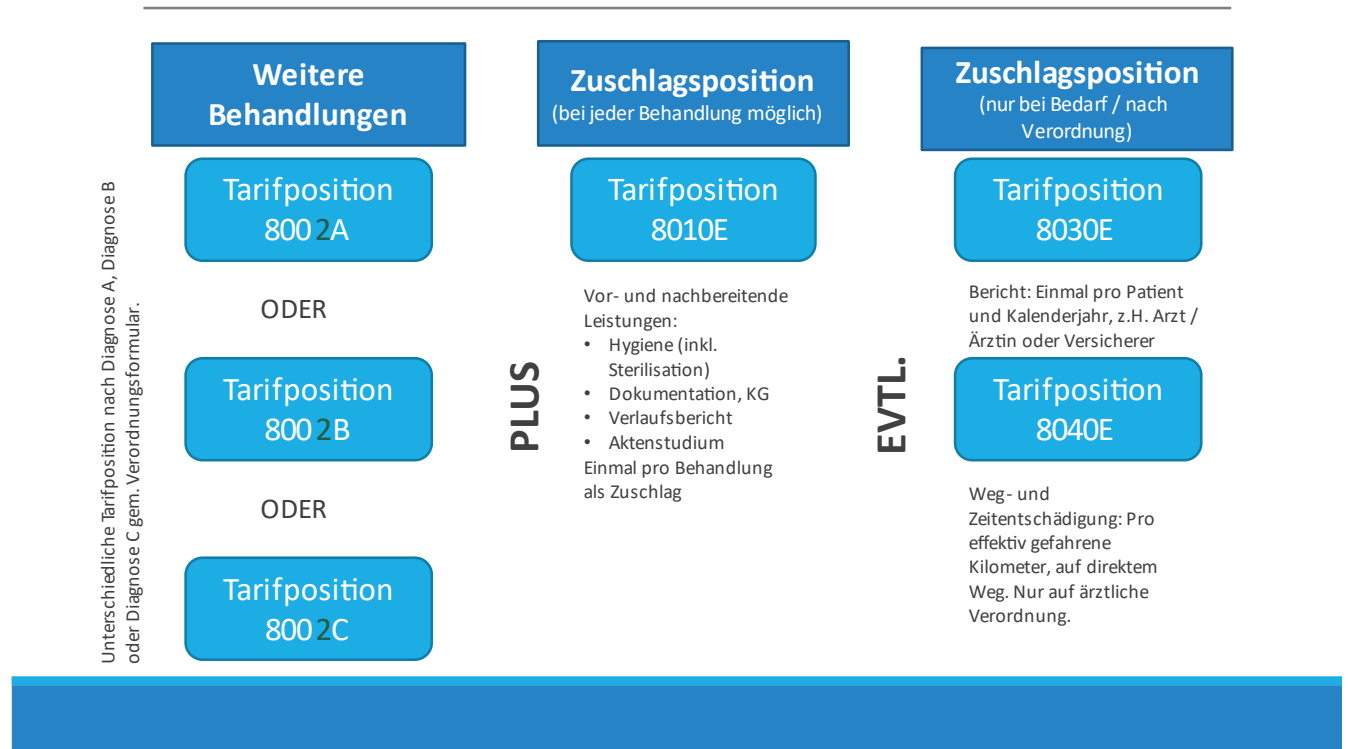 Weitere
Behandlungen
Tarifposition
8002A
ODER
Tarifposition
8002B
ODER
Tarifposition
8002C
Unterschiedliche Tarifposition nach Diagnose A, Diagnose B
oder Diagnose C gem. Verordnungsformular.
PLUS
Zuschlagsposition
(bei jeder Behandlung möglich)
Tarifposition
8010E
Vor- und nachbereitende
Leistungen:
• Hygiene (inkl.
Sterilisation)
• Dokumentation, KG
• Verlaufsbericht
• Aktenstudium
Einmal pro Behandlung
als Zuschlag
EVTL.
Zuschlagsposition
(nur bei Bedarf / nach
Verordnung)
Tarifposition
8030E
Bericht: Einmal pro Patient
und Kalenderjahr, z.H. Arzt /
Ärztin oder Versicherer
Tarifposition
8040E
Weg- und
Zeitentschädigung: Pro
effektiv gefahrene
Kilometer, auf direktem
Weg. Nur auf ärztliche
Verordnung.